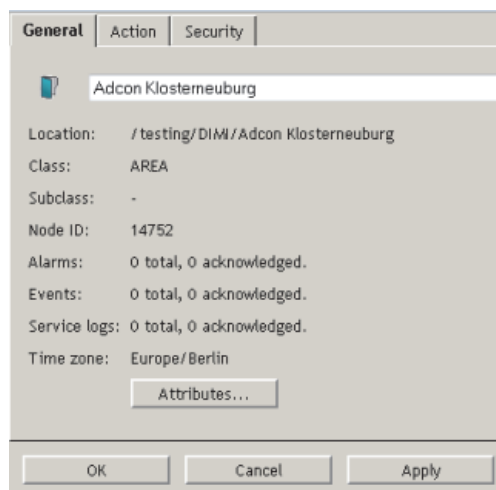 General Action Security
Adcon Klosterneuburg
Location: /testing/DIMI/Adcon Klosterneuburg
Class: AREA
Subclass: -
Node ID: 14752
Alarms: 0 total, 0 acknowledged.
Events: 0 total, 0 acknowledged.
Service logs: 0 total, 0 acknowledged.
Time zone: Europe/Berlin
Attributes...
OK Cancel Apply